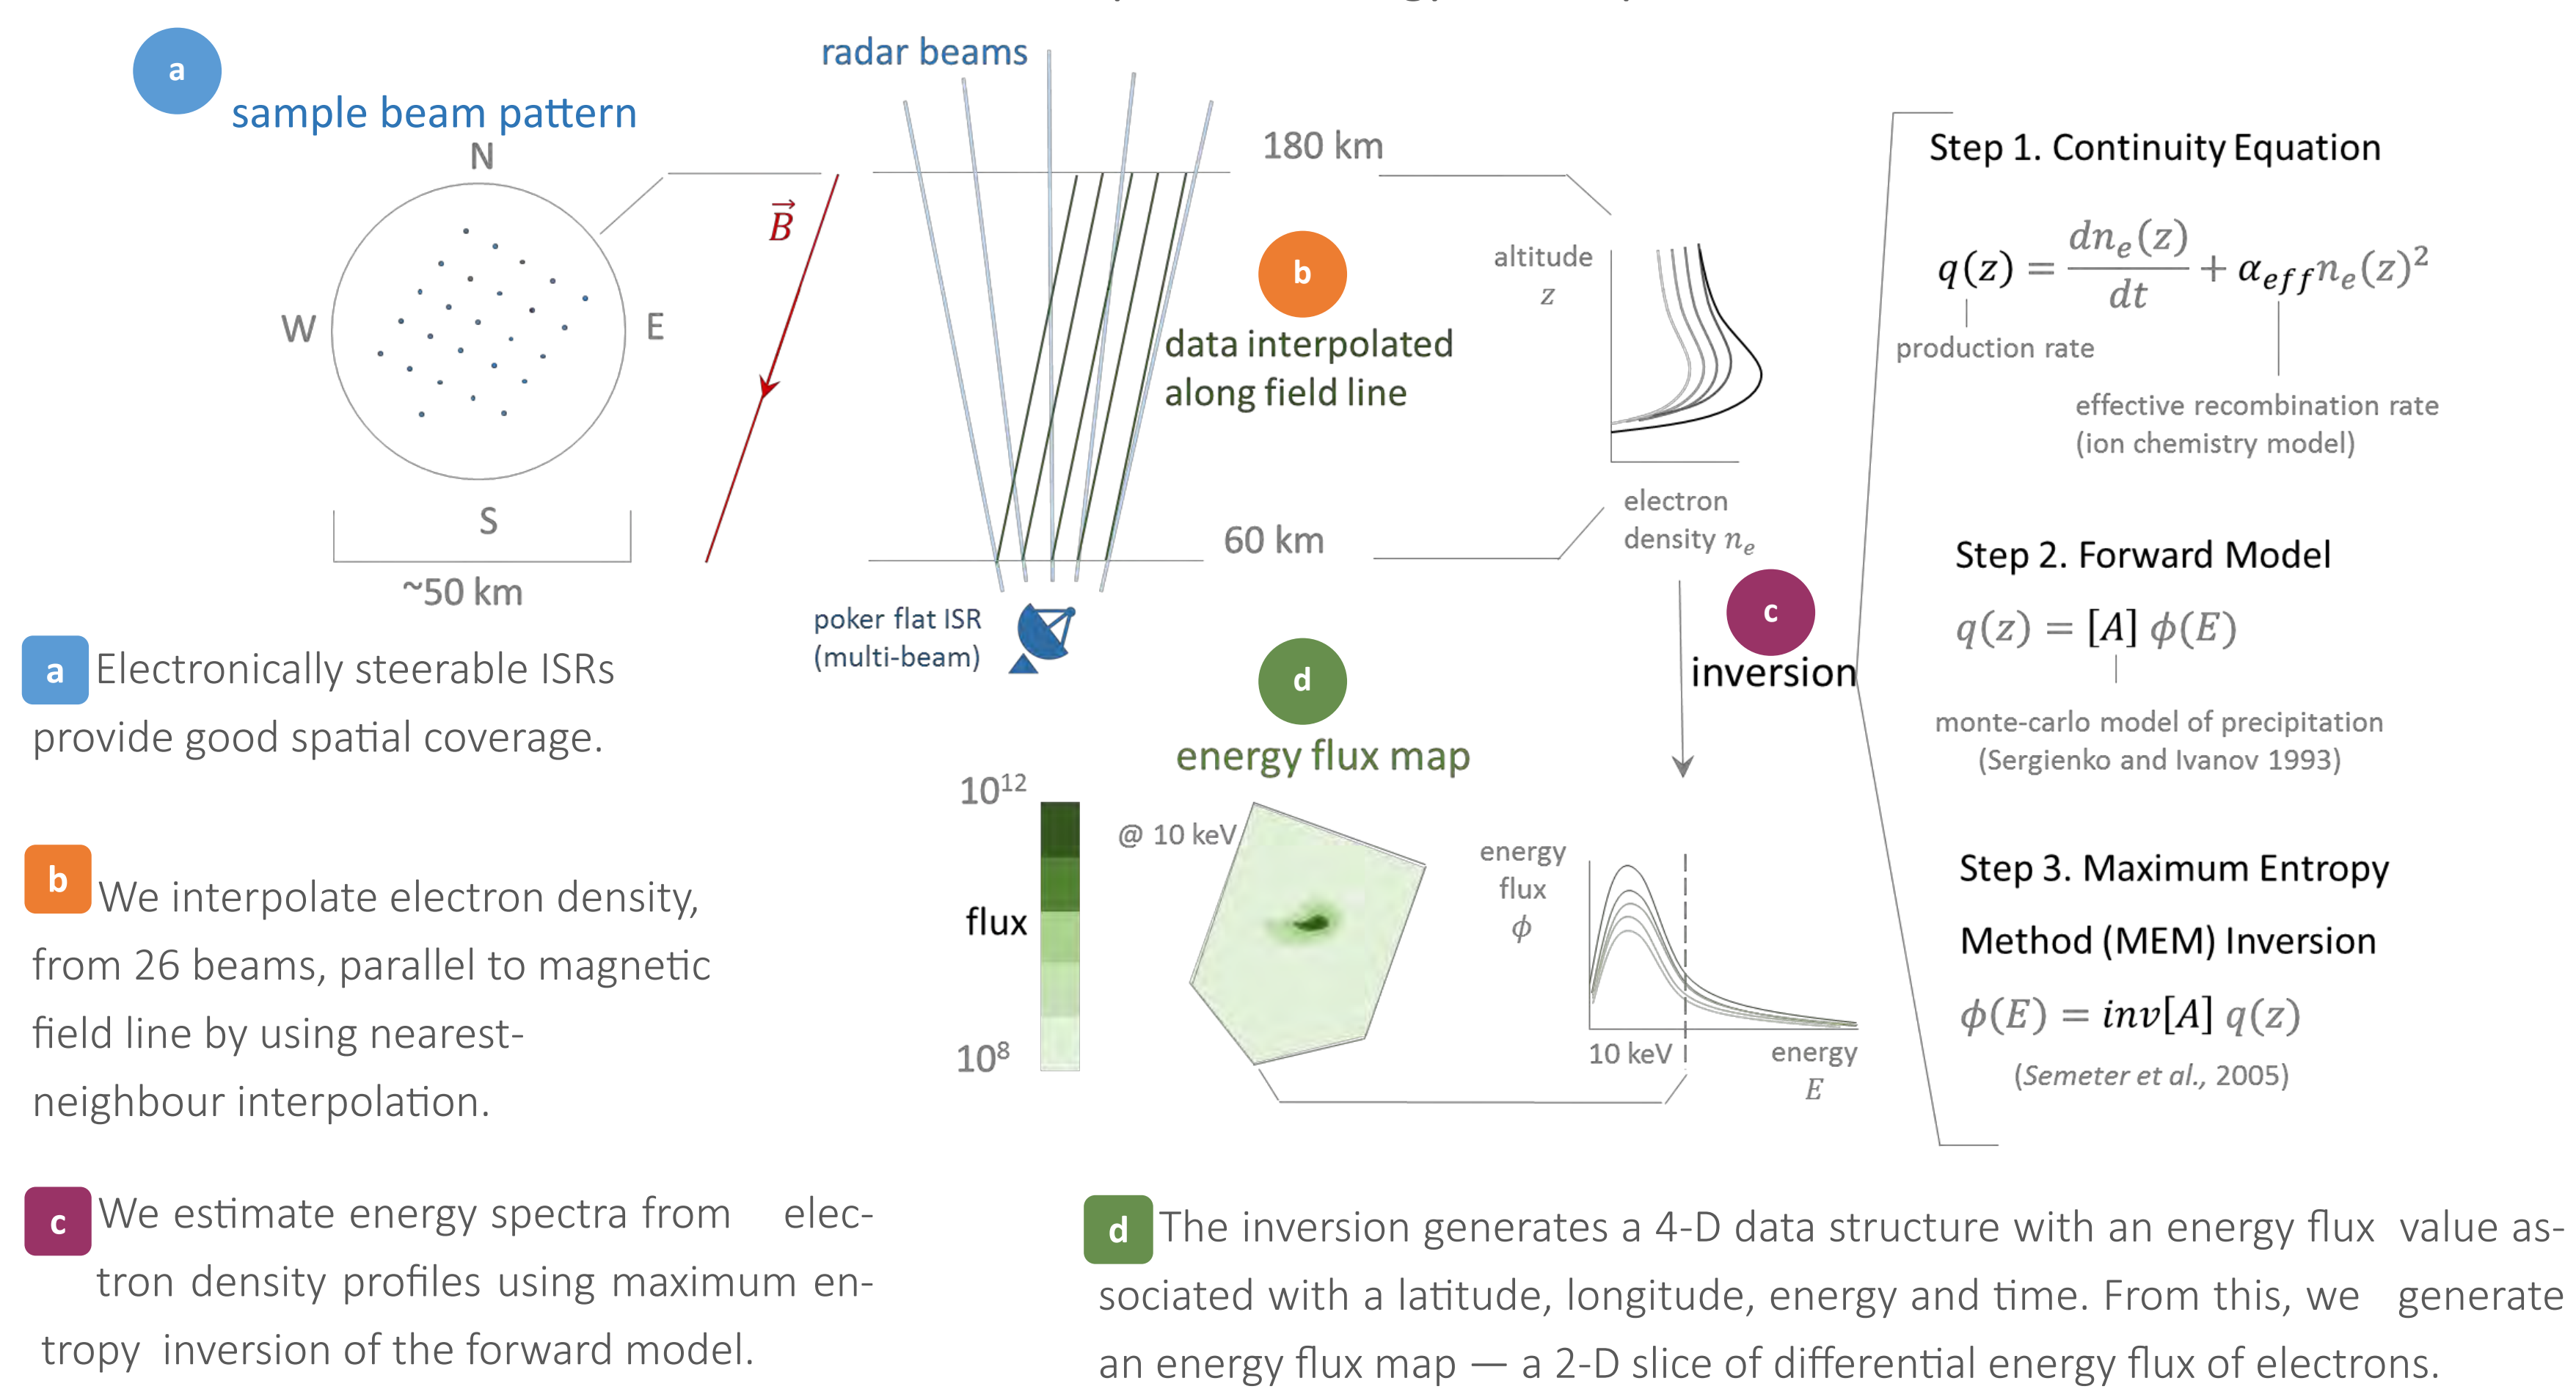 a
sample beam pattern
N
W
E
S
~50 km
radar beams
B
180 km
60 km
poker flat ISR
(multi-beam)
b
data interpolated
along field line
altitude
z
electron
density nₑ
c
inversion
d
energy flux map
10¹²
@ 10 keV
flux
10⁸
energy
flux
ϕ
10 keV
energy
E
Step 1. Continuity Equation
q(z) = dnₑ(z)/dt + α_eff nₑ(z)²
production rate
effective recombination rate
(ion chemistry model)
Step 2. Forward Model
q(z) = [A] ϕ(E)
monte-carlo model of precipitation
(Sergienko and Ivanov 1993)
Step 3. Maximum Entropy
Method (MEM) Inversion
ϕ(E) = inv[A] q(z)
(Semeter et al., 2005)
a Electronically steerable ISRs
provide good spatial coverage.
b We interpolate electron density,
from 26 beams, parallel to magnetic
field line by using nearest-
neighbour interpolation.
c We estimate energy spectra from elec-
tron density profiles using maximum en-
tropy inversion of the forward model.
d The inversion generates a 4-D data structure with an energy flux value as-
sociated with a latitude, longitude, energy and time. From this, we generate
an energy flux map — a 2-D slice of differential energy flux of electrons.